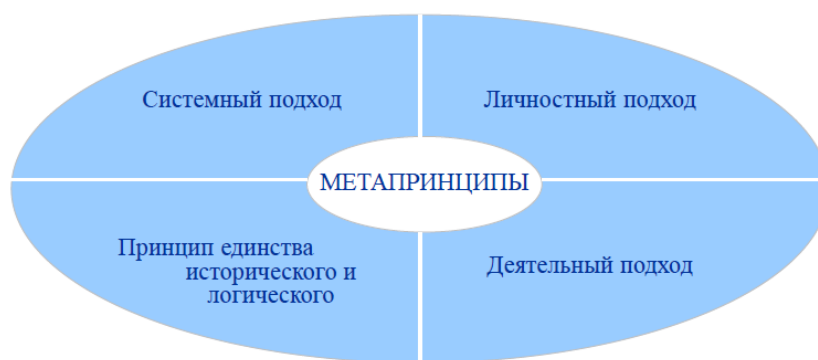 Системный подход
Личностный подход
МЕТАПРИНЦИПЫ
Принцип единства
исторического и
логического
Деятельный подход